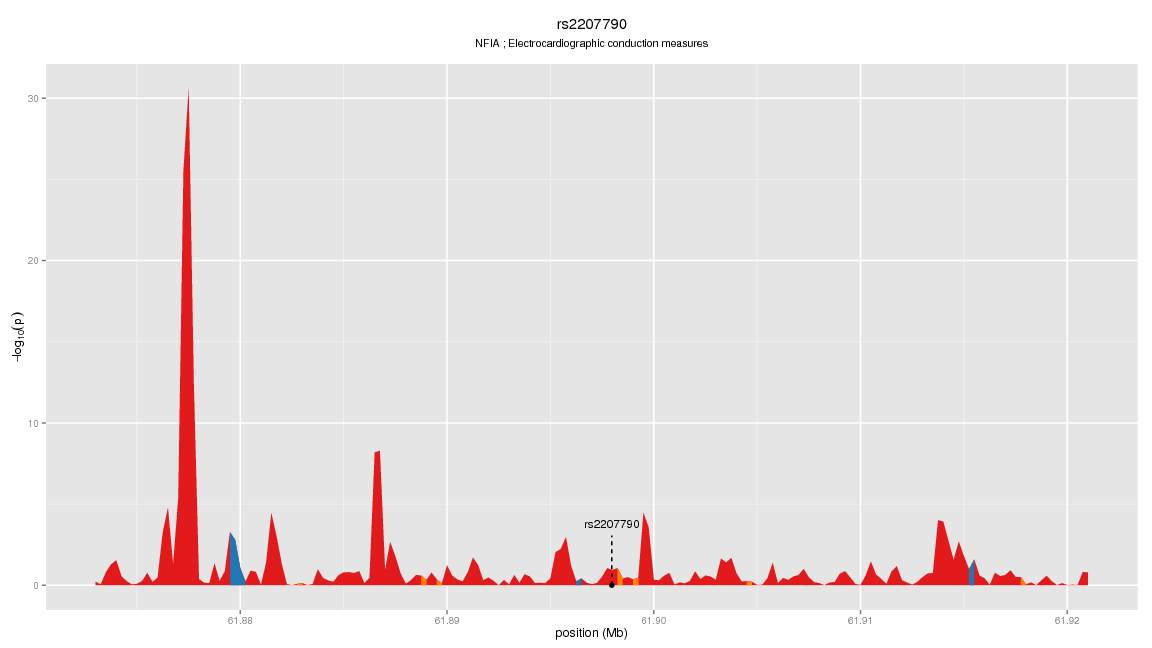 rs2207790
NFIA ; Electrocardiographic conduction measures
30
20
10
0
−log10(p)
rs2207790
61.88
61.89
61.90
61.91
61.92
position (Mb)